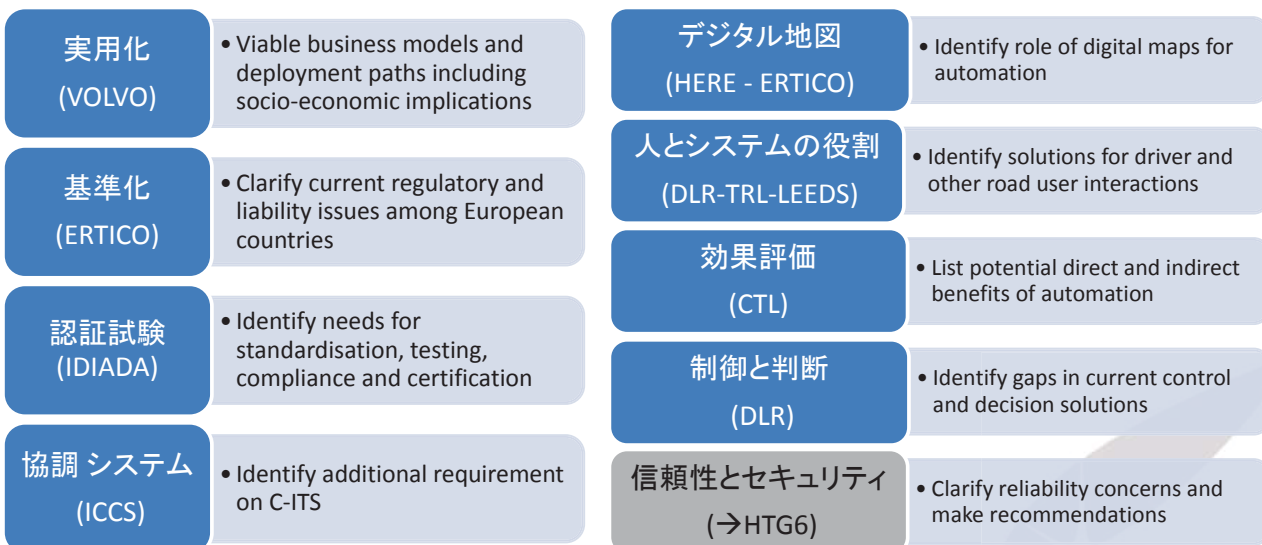 実用化
(VOLVO)
• Viable business models and
deployment paths including
socio-economic implications
基準化
(ERTICO)
• Clarify current regulatory and
liability issues among European
countries
認証試験
(IDIADA)
• Identify needs for
standardisation, testing,
compliance and certification
協調 システム
(ICCS)
• Identify additional requirement
on C-ITS
デジタル地図
(HERE - ERTICO)
• Identify role of digital maps for
automation
人とシステムの役割
(DLR-TRL-LEEDS)
• Identify solutions for driver and
other road user interactions
効果評価
(CTL)
• List potential direct and indirect
benefits of automation
制御と判断
(DLR)
• Identify gaps in current control
and decision solutions
信頼性とセキュリティ
(→HTG6)
• Clarify reliability concerns and
make recommendations